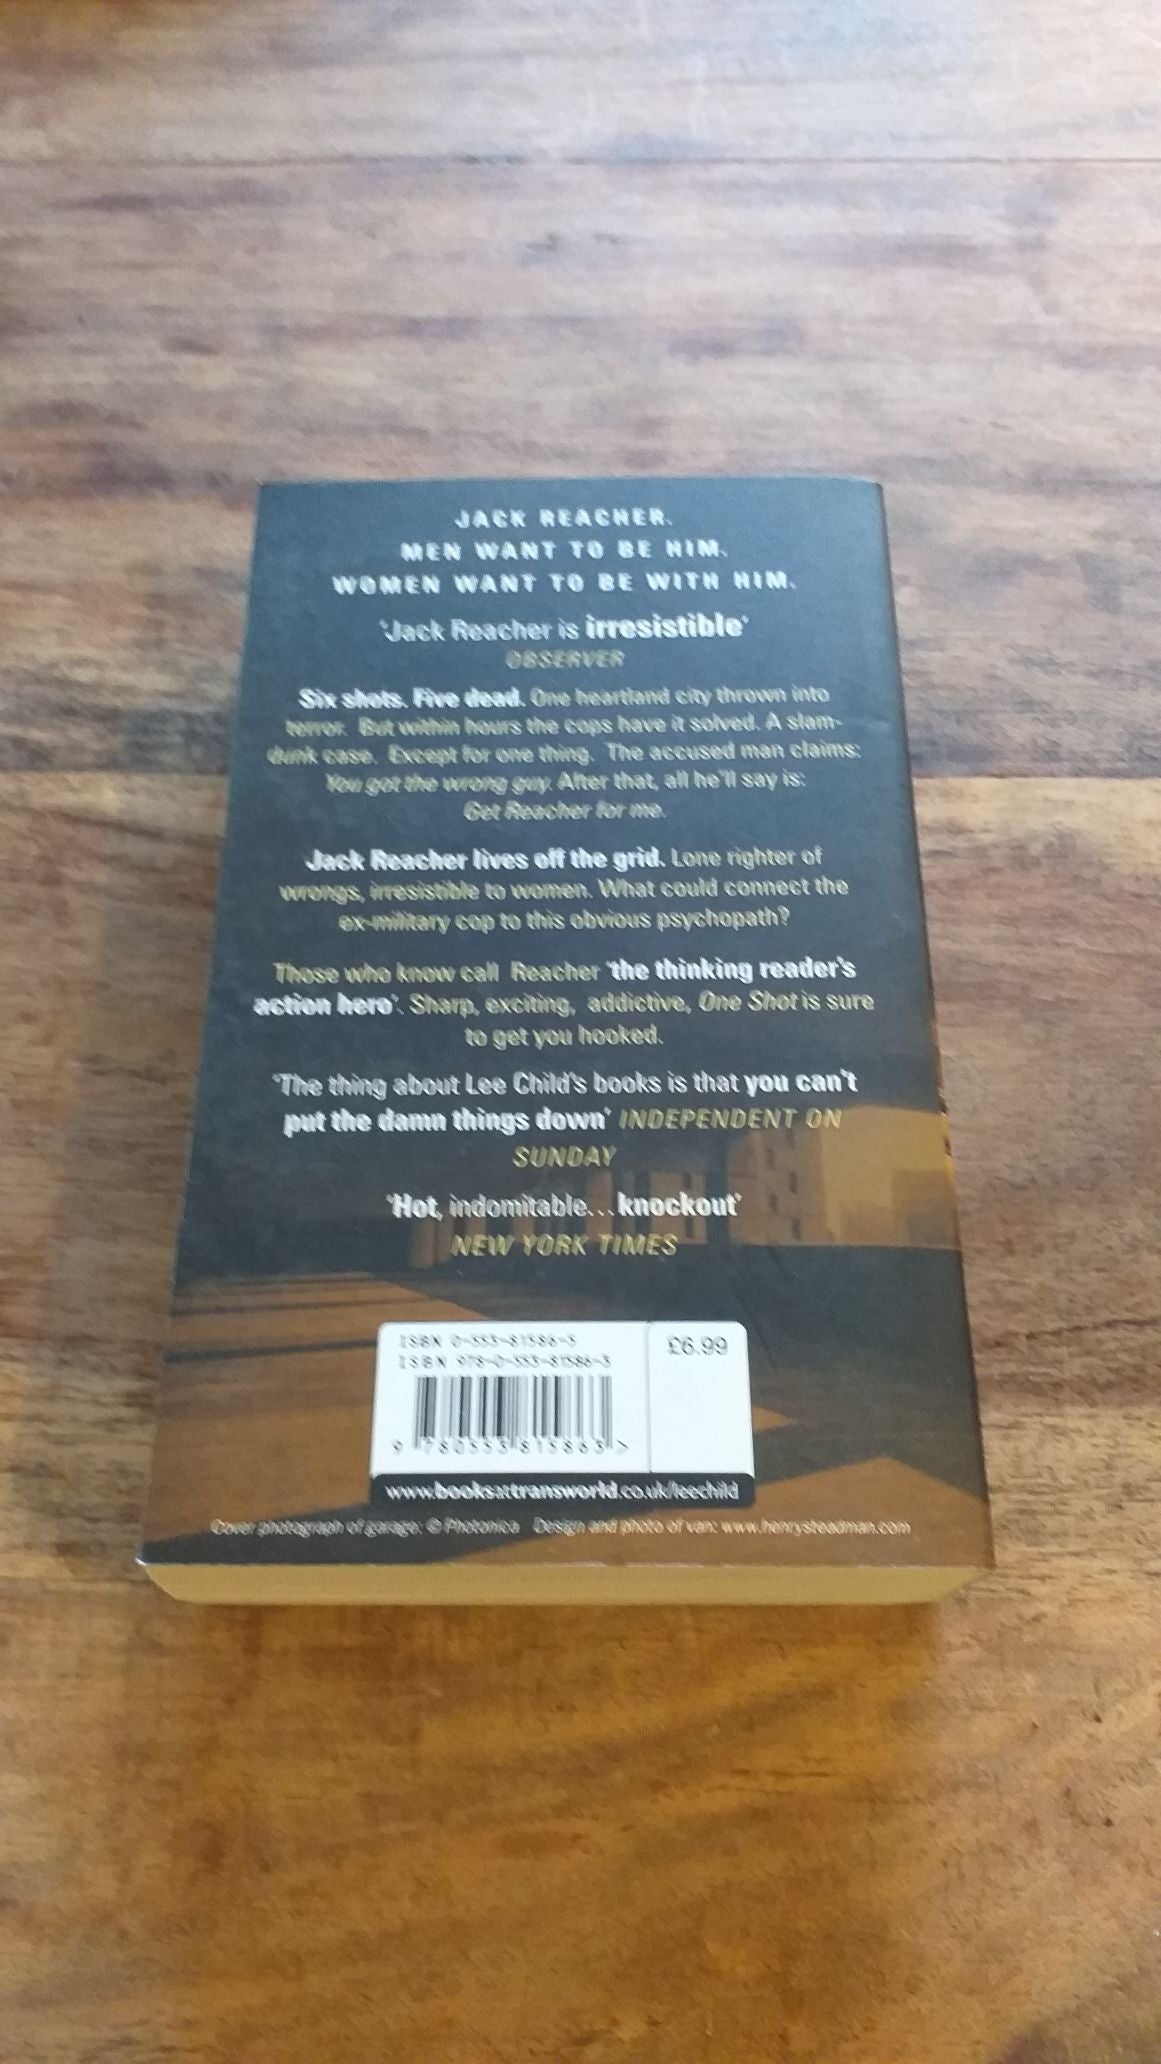 JACK REACHER.
MEN WANT TO BE HIM.
WOMEN WANT TO BE WITH HIM.
'Jack Reacher is irresistible'
OBSERVER
Six shots. Five dead. One heartland city thrown into
terror. But within hours the cops have it solved. A slam-
dunk case. Except for one thing. The accused man claims:
You got the wrong guy. After that, all he'll say is:
Get Reacher for me.
Jack Reacher lives off the grid. Lone righter of
wrongs, irresistible to women. What could connect the
ex-military cop to this obvious psychopath?
Those who know call Reacher 'the thinking reader's
action hero'. Sharp, exciting, addictive, One Shot is sure
to get you hooked.
'The thing about Lee Child's books is that you can't
put the damn things down' INDEPENDENT ON
SUNDAY
'Hot, indomitable...knockout'
NEW YORK TIMES
ISBN 0-553-81586-3
ISBN 978-0-553-81586-3
£6.99
9 780553 815863 >
www.booksattransworld.co.uk/leechild
Cover photograph of garage: © Photonica Design and photo of van: www.henrysteadman.com